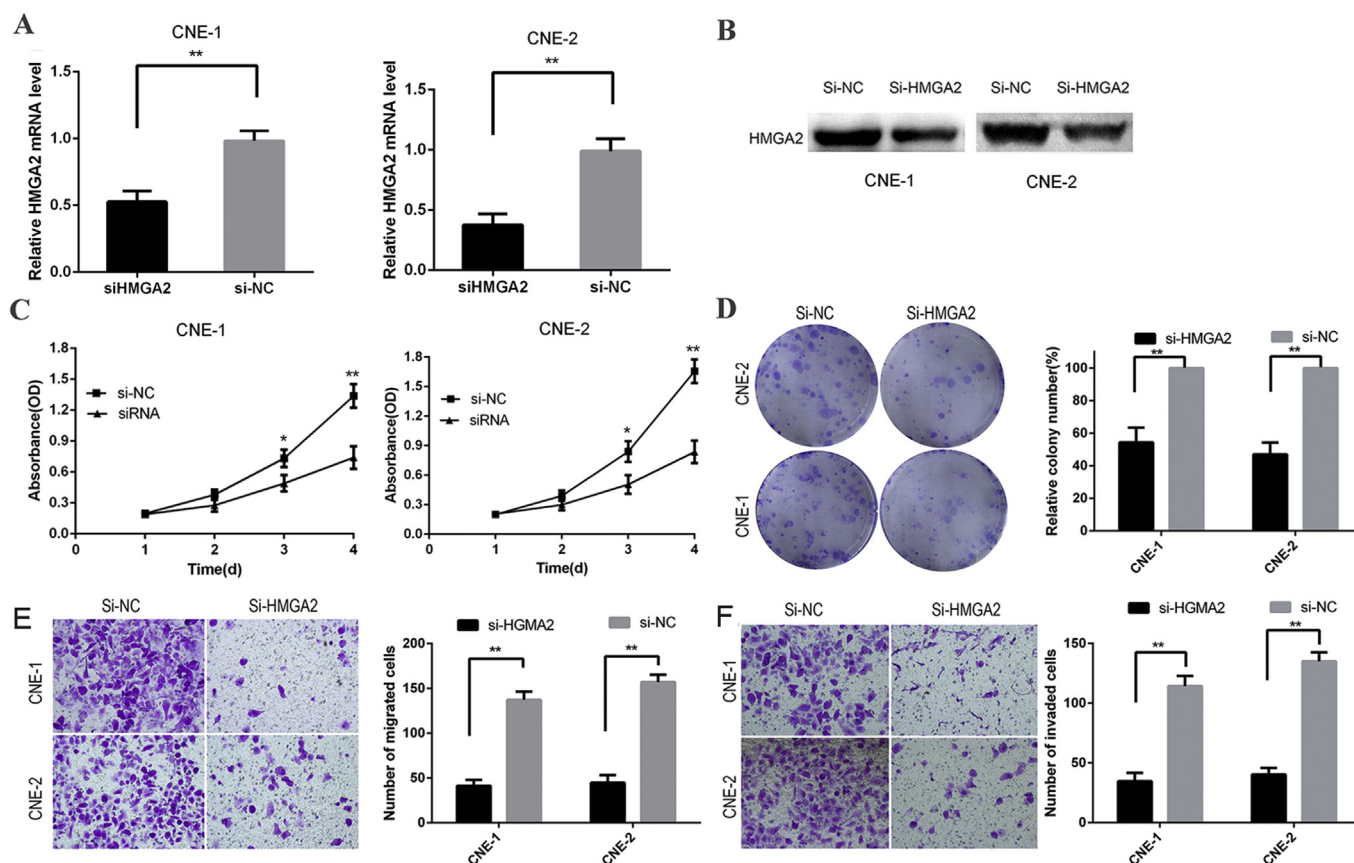 A
CNE-1
**
Relative HMGA2 mRNA level
1.5
1.0
0.5
0.0
siHMGA2 si-NC
CNE-2
**
Relative HMGA2 mRNA level
1.5
1.0
0.5
0.0
siHMGA2 si-NC
B
Si-NC Si-HMGA2 Si-NC Si-HMGA2
HMGA2
CNE-1 CNE-2
C
CNE-1
Absorbance(OD)
1.8
1.5
1.2
0.9
0.6
0.3
0.0
si-NC
siRNA
*
**
0 1 2 3 4
Time(d)
CNE-2
Absorbance(OD)
1.8
1.5
1.2
0.9
0.6
0.3
0.0
si-NC
siRNA
*
**
0 1 2 3 4
Time(d)
D
Si-NC Si-HMGA2
CNE-2
CNE-1
si-HMGA2 si-NC
** **
Relative colony number(%)
100
80
60
40
20
0
CNE-1 CNE-2
E
Si-NC Si-HMGA2
CNE-1
CNE-2
si-HGMA2 si-NC
** **
Number of migrated cells
200
150
100
50
0
CNE-1 CNE-2
F
Si-NC Si-HMGA2
CNE-1
CNE-2
si-HGMA2 si-NC
** **
Number of invaded cells
150
100
50
0
CNE-1 CNE-2